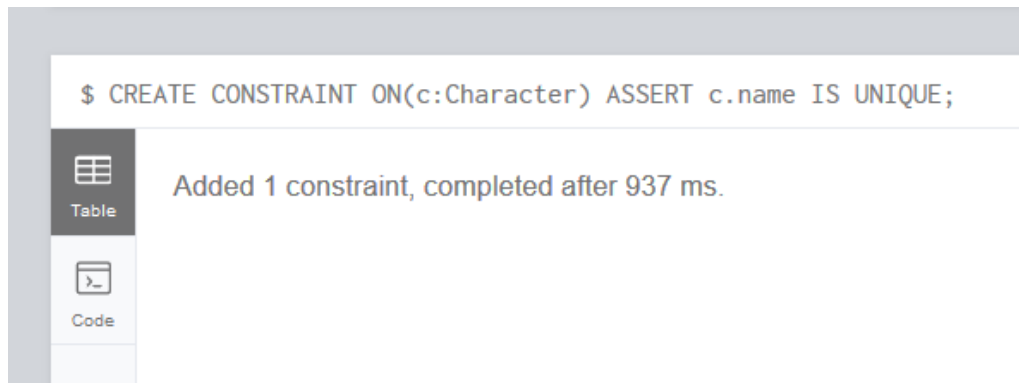 $ CREATE CONSTRAINT ON(c:Character) ASSERT c.name IS UNIQUE;
Added 1 constraint, completed after 937 ms.
Table
Code